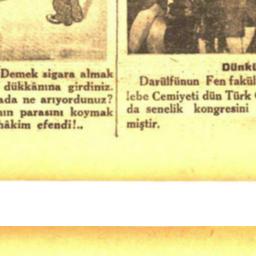 Demek sigara almak
dükkânına girdiniz.
ada ne arıyordunuz?
nın parasını koymak
hâkim efendi!..
Dünkü
Darülfünun Fen fakül
lebe Cemiyeti dün Türk
da senelik kongresini
miştir.